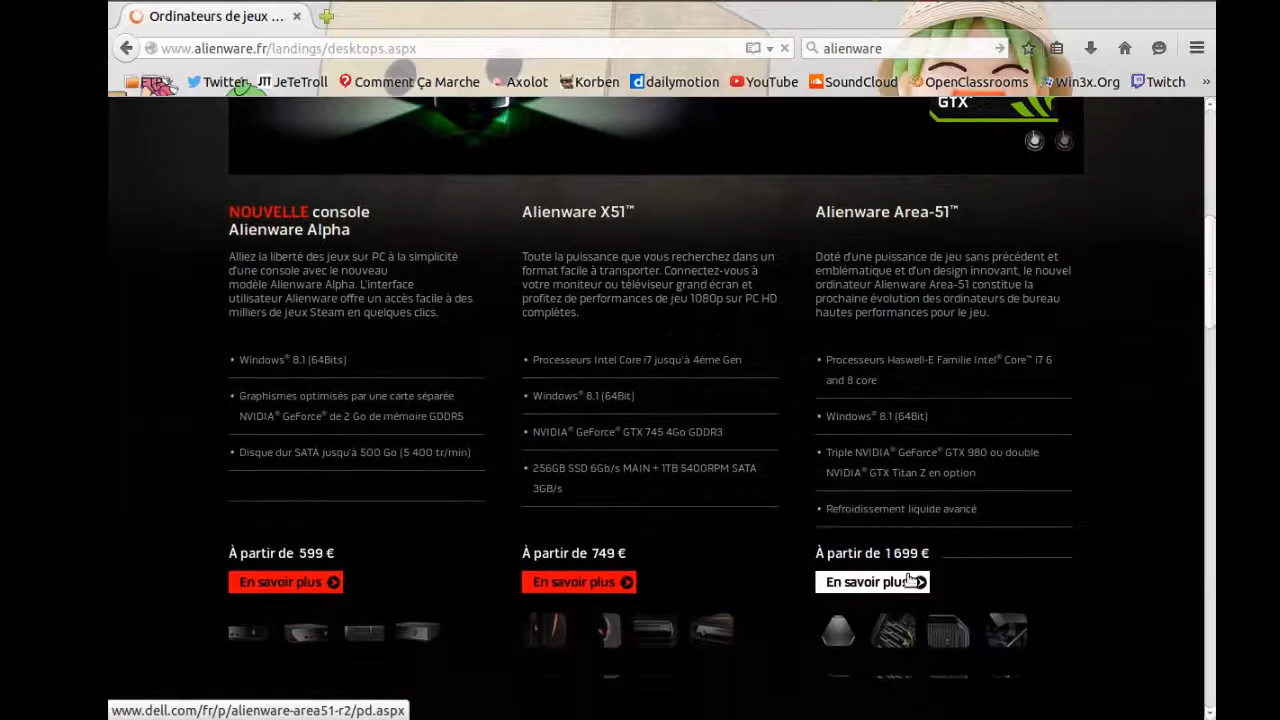 Ordinateurs de jeux ...
www.alienware.fr/landings/desktops.aspx
alienware
FTP
Twitter
JeTeTroll
Comment Ça Marche
Axolot
Korben
dailymotion
YouTube
SoundCloud
OpenClassrooms
Win3x.Org
Twitch
GTX™
NOUVELLE console
Alienware Alpha
Alliez la liberté des jeux sur PC à la simplicité
d'une console avec le nouveau
modèle Alienware Alpha. L'interface
utilisateur Alienware offre un accès facile à des
milliers de jeux Steam en quelques clics.
• Windows® 8.1 (64Bits)
• Graphismes optimisés par une carte séparée
NVIDIA® GeForce® de 2 Go de mémoire GDDR5
• Disque dur SATA jusqu'à 500 Go (5 400 tr/min)
À partir de 599 €
En savoir plus
Alienware X51™
Toute la puissance que vous recherchez dans un
format facile à transporter. Connectez-vous à
votre moniteur ou téléviseur grand écran et
profitez de performances de jeu 1080p sur PC HD
complètes.
• Processeurs Intel Core i7 jusqu'à 4éme Gen
• Windows® 8.1 (64Bit)
• NVIDIA® GeForce® GTX 745 4Go GDDR3
• 256GB SSD 6Gb/s MAIN + 1TB 5400RPM SATA
3GB/s
À partir de 749 €
En savoir plus
Alienware Area-51™
Doté d'une puissance de jeu sans précédent et
emblématique et d'un design innovant, le nouvel
ordinateur Alienware Area-51 constitue la
prochaine évolution des ordinateurs de bureau
hautes performances pour le jeu.
• Processeurs Haswell-E Familie Intel® Core™ i7 6
and 8 core
• Windows® 8.1 (64Bit)
• Triple NVIDIA® GeForce® GTX 980 ou double
NVIDIA® GTX Titan Z en option
• Refroidissement liquide avancé
À partir de 1 699 €
En savoir plus
www.dell.com/fr/p/alienware-area51-r2/pd.aspx